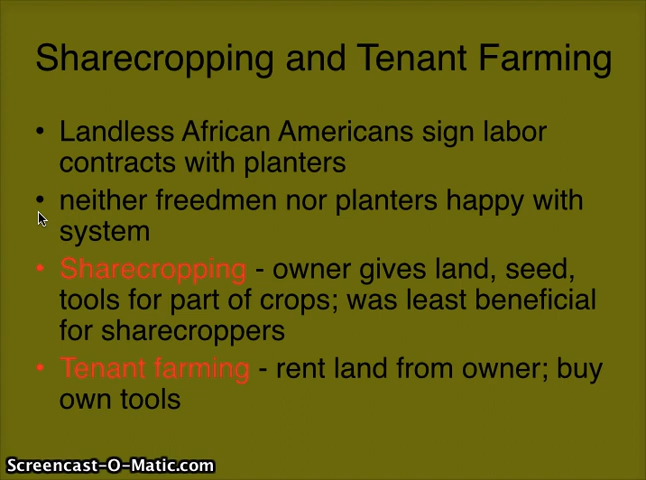 Sharecropping and Tenant Farming
• Landless African Americans sign labor
contracts with planters
• neither freedmen nor planters happy with
system
• Sharecropping - owner gives land, seed,
tools for part of crops; was least beneficial
for sharecroppers
• Tenant farming - rent land from owner; buy
own tools
Screencast-O-Matic.com